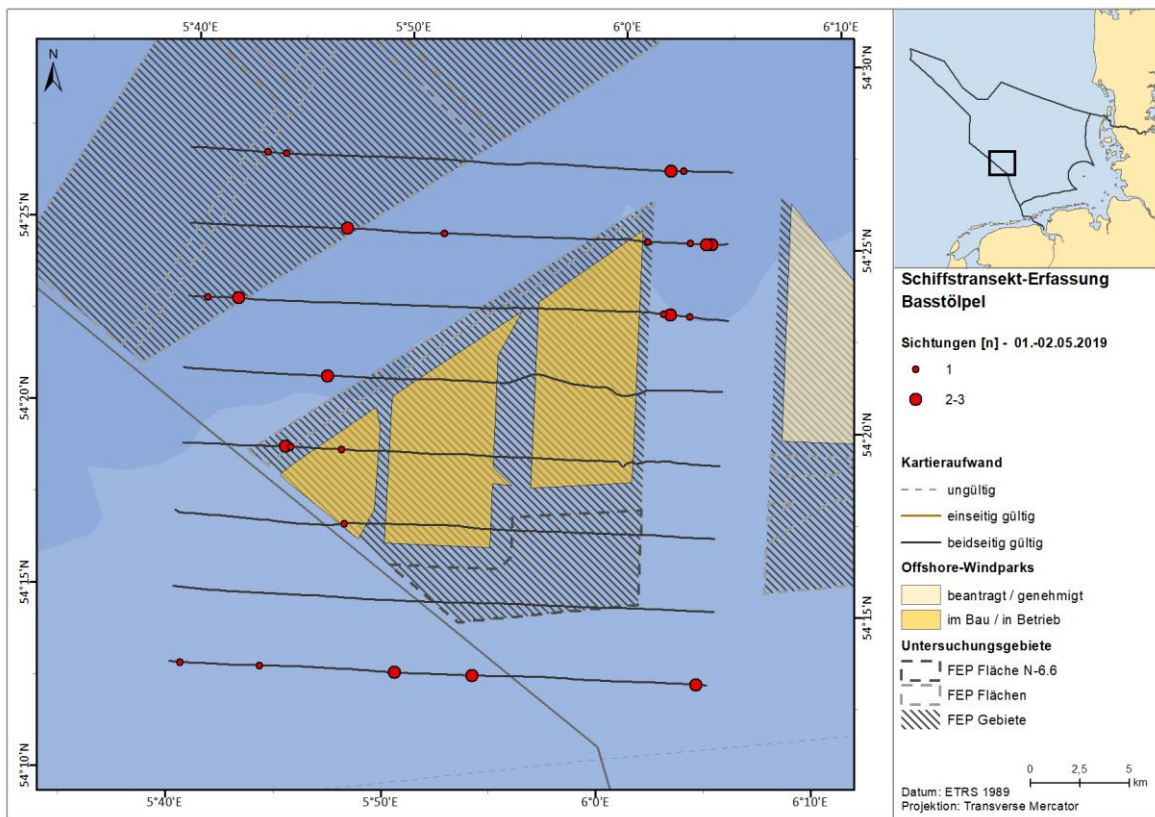 5°40'E
5°50'E
6°0'E
6°10'E
N
54°30'N
54°25'N
54°25'N
54°20'N
54°20'N
54°15'N
54°15'N
54°10'N
5°40'E
5°50'E
6°0'E
6°10'E
Schiffstransekt-Erfassung
Basstölpel
Sichtungen [n] - 01.-02.05.2019
1
2-3
Kartieraufwand
ungültig
einseitig gültig
beidseitig gültig
Offshore-Windparks
beantragt / genehmigt
im Bau / in Betrieb
Untersuchungsgebiete
FEP Fläche N-6.6
FEP Flächen
FEP Gebiete
0 2,5 5
km
Datum: ETRS 1989
Projektion: Transverse Mercator